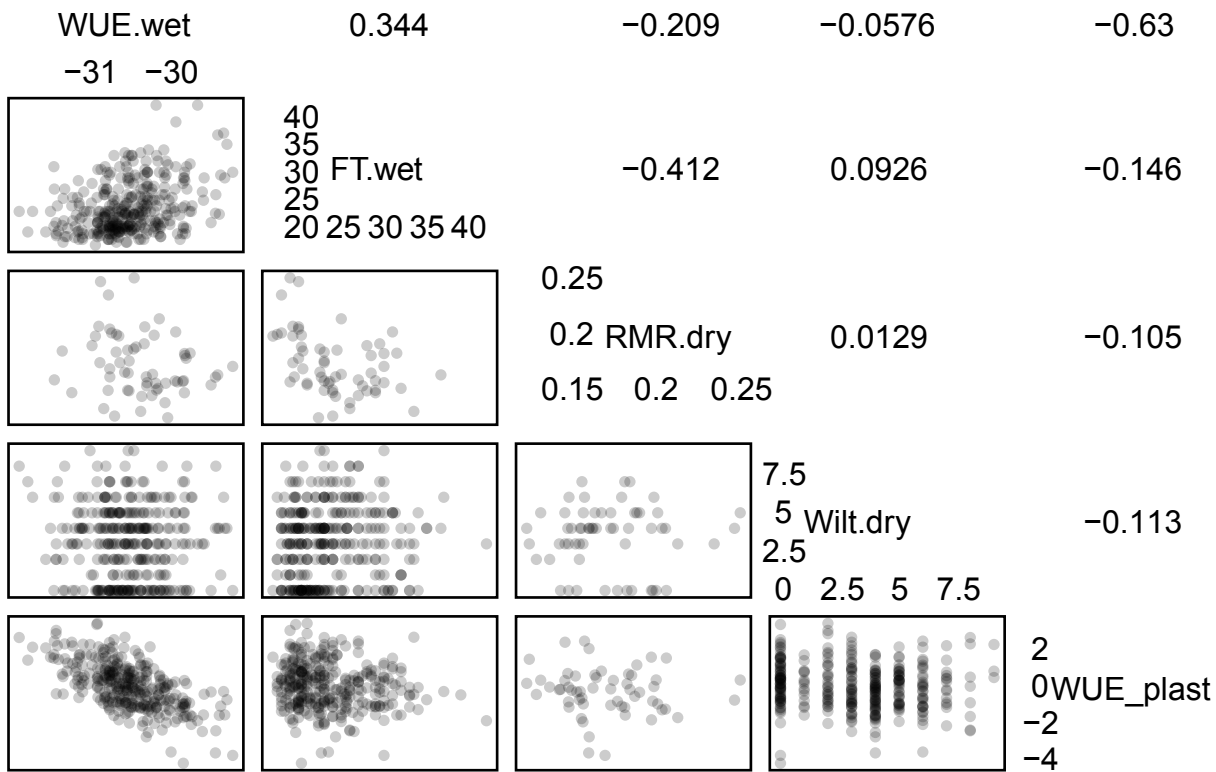 WUE.wet 0.344 −0.209 −0.0576 −0.63
−31 −30
40
35
30 FT.wet −0.412 0.0926 −0.146
25
20 25 30 35 40
0.25
0.2 RMR.dry 0.0129 −0.105
0.15 0.2 0.25
7.5
5 Wilt.dry −0.113
2.5
0 2.5 5 7.5
2
0 WUE_plast
−2
−4